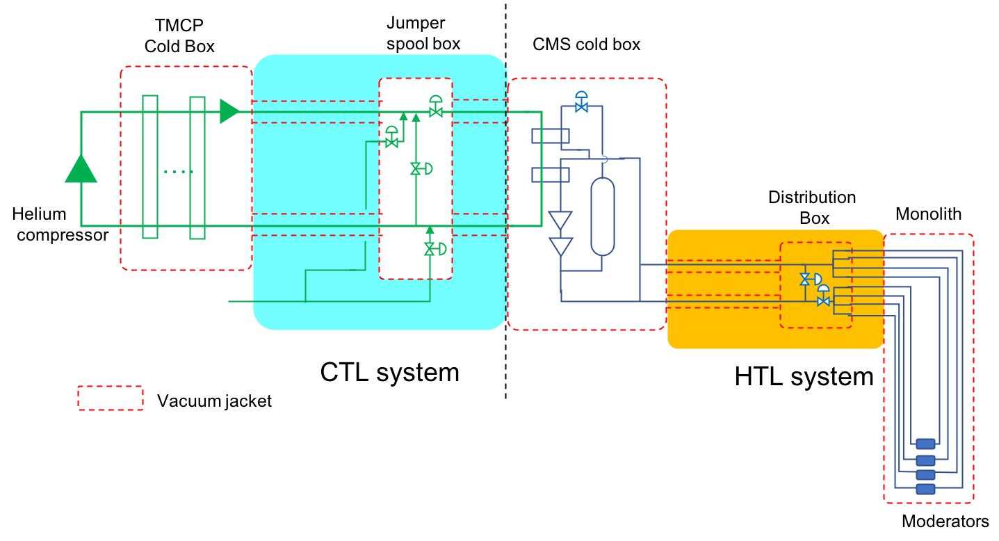 TMCP
Cold Box
Jumper
spool box
CMS cold box
Helium
compressor
Distribution
Box
Monolith
CTL system
HTL system
Vacuum jacket
Moderators